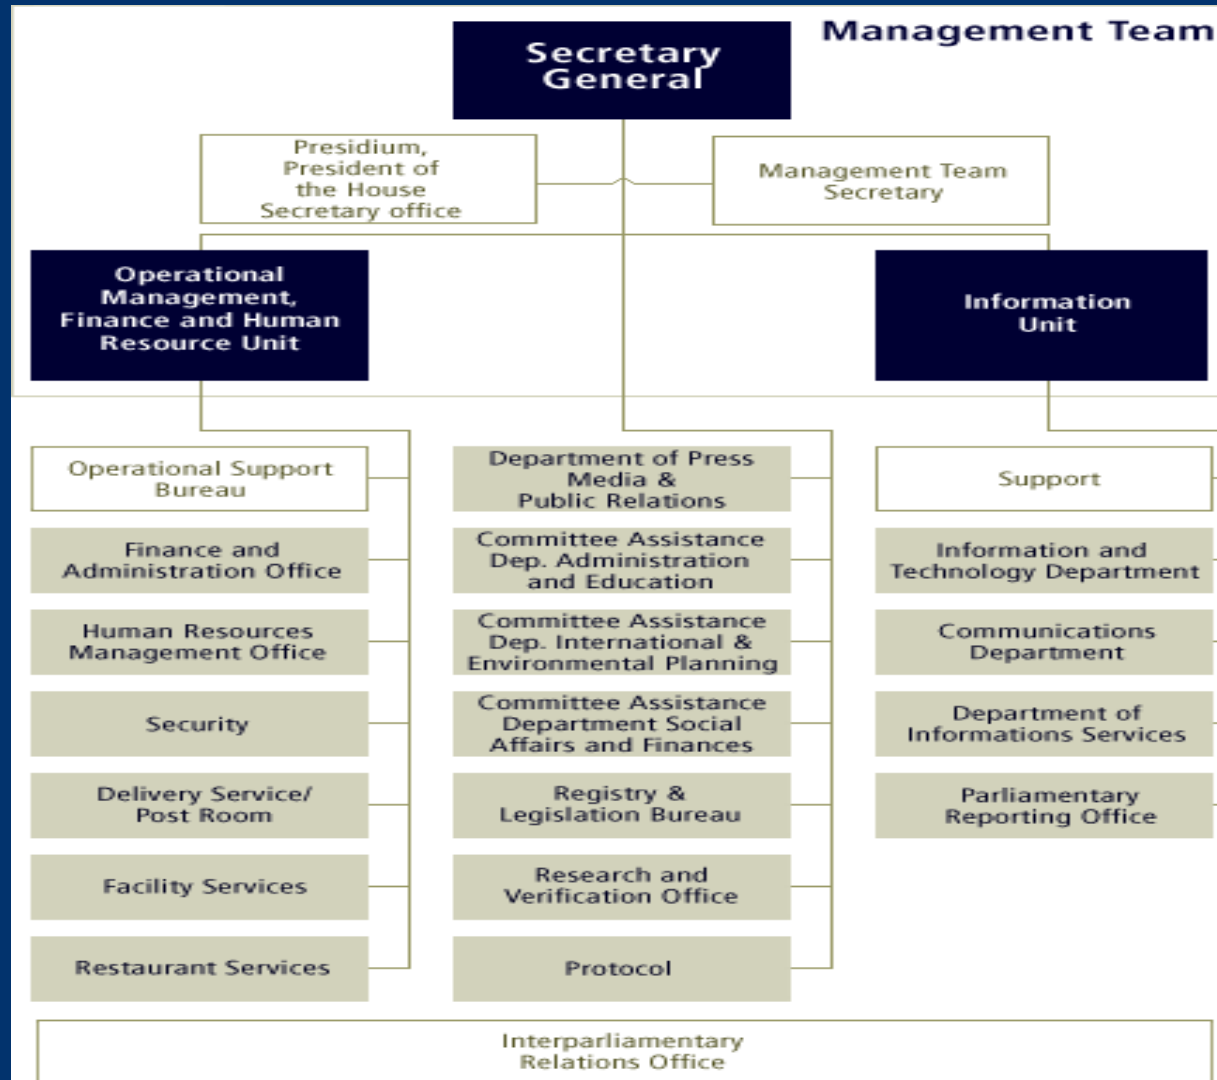 Management Team
Secretary
General
Presidium,
President of
the House
Secretary office
Management Team
Secretary
Operational
Management,
Finance and Human
Resource Unit
Information
Unit
Operational Support
Bureau
Finance and
Administration Office
Human Resources
Management Office
Security
Delivery Service/
Post Room
Facility Services
Restaurant Services
Department of Press
Media &
Public Relations
Committee Assistance
Dep. Administration
and Education
Committee Assistance
Dep. International &
Environmental Planning
Committee Assistance
Department Social
Affairs and Finances
Registry &
Legislation Bureau
Research and
Verification Office
Protocol
Support
Information and
Technology Department
Communications
Department
Department of
Informations Services
Parliamentary
Reporting Office
Interparliamentary
Relations Office